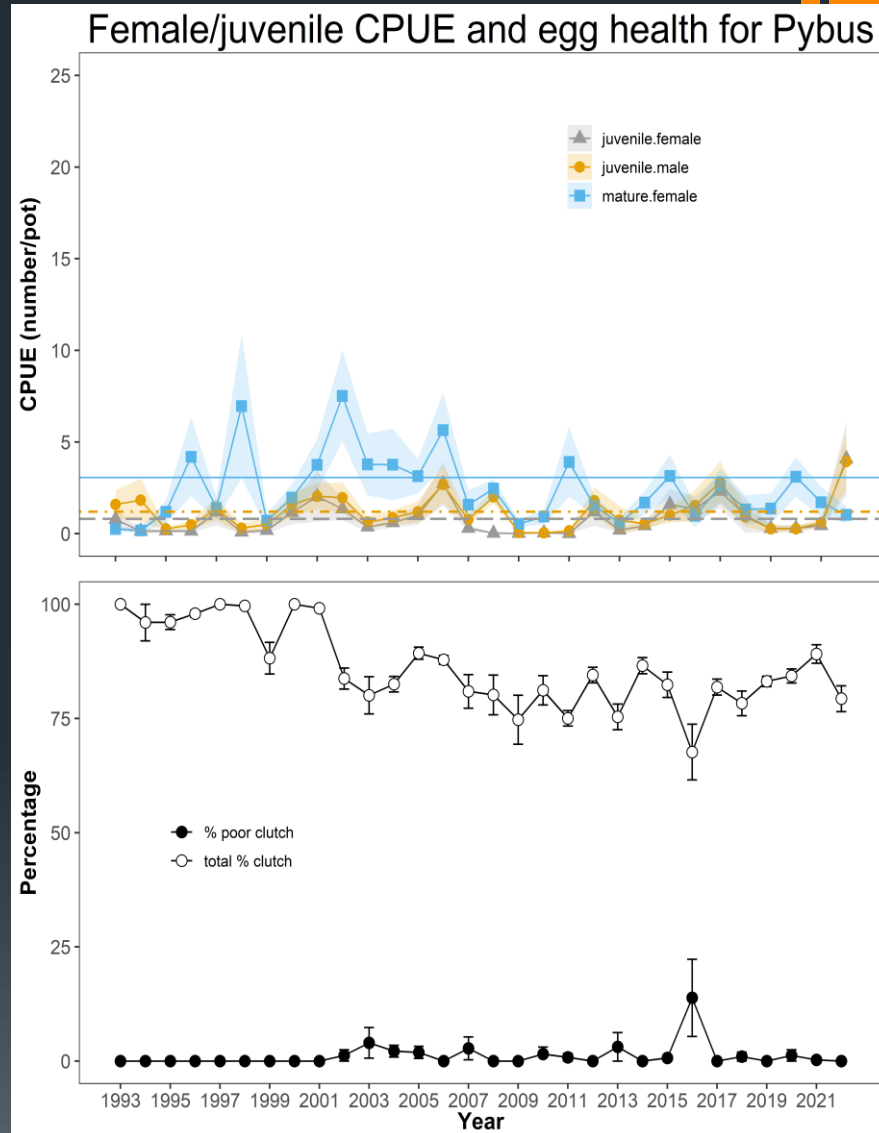 Female/juvenile CPUE and egg health for Pybus
CPUE (number/pot)
25
20
15
10
5
0
juvenile.female
juvenile.male
mature.female
Percentage
100
75
50
25
0
% poor clutch
total % clutch
1993 1995 1997 1999 2001 2003 2005 2007 2009 2011 2013 2015 2017 2019 2021
Year